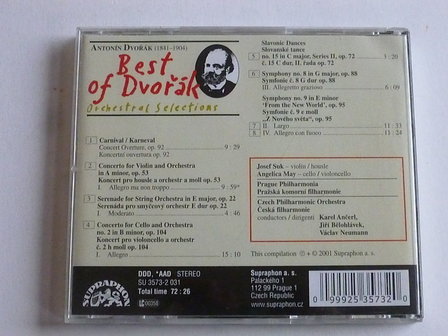 ANTONÍN DVOŘÁK (1841–1904)
Best
of Dvořák
Orchestral Selections
1 Carnival / Karneval
Concert Overture, op. 92 9 : 29
Koncertní ouvertura op. 92
2 Concerto for Violin and Orchestra
in A minor, op. 53
Koncert pro housle a orchestr a moll op. 53
I. Allegro ma non troppo 9 : 59*
3 Serenade for String Orchestra in E major, op. 22
Serenáda pro smyčcový orchestr E dur op. 22
I. Moderato 4 : 46
4 Concerto for Cello and Orchestra
no. 2 in B minor, op. 104
Koncert pro violoncello a orchestr
č. 2 h moll op. 104
I. Allegro 15 : 10
Slavonic Dances
Slovanské tance
5 no. 15 in C major, Series II, op. 72 3 : 20
č. 15 C dur, II. řada op. 72
6 Symphony no. 8 in G major, op. 88
Symfonie č. 8 G dur op. 88
III. Allegretto grazioso 6 : 09
Symphony no. 9 in E minor
'From the New World', op. 95
Symfonie č. 9 e moll
„Z Nového světa“, op. 95
7 II. Largo 11 : 33
8 IV. Allegro con fuoco 11 : 24
Josef Suk – violin / housle
Angelica May – cello / violoncello
Prague Philharmonia
Pražská komorní filharmonie
Czech Philharmonic Orchestra
Česká filharmonie
conductors / dirigenti Karel Ančerl,
Jiří Bělohlávek,
Václav Neumann
SUPRAPHON
DDD, *AAD STEREO
SU 3573-2 031
Total time 72 : 26
Supraphon a. s.
Palackého 1
112 99 Prague 1
Czech Republic
www.supraphon.cz
This compilation ℗ + © 2001 Supraphon a. s.
0 99925 35732 0